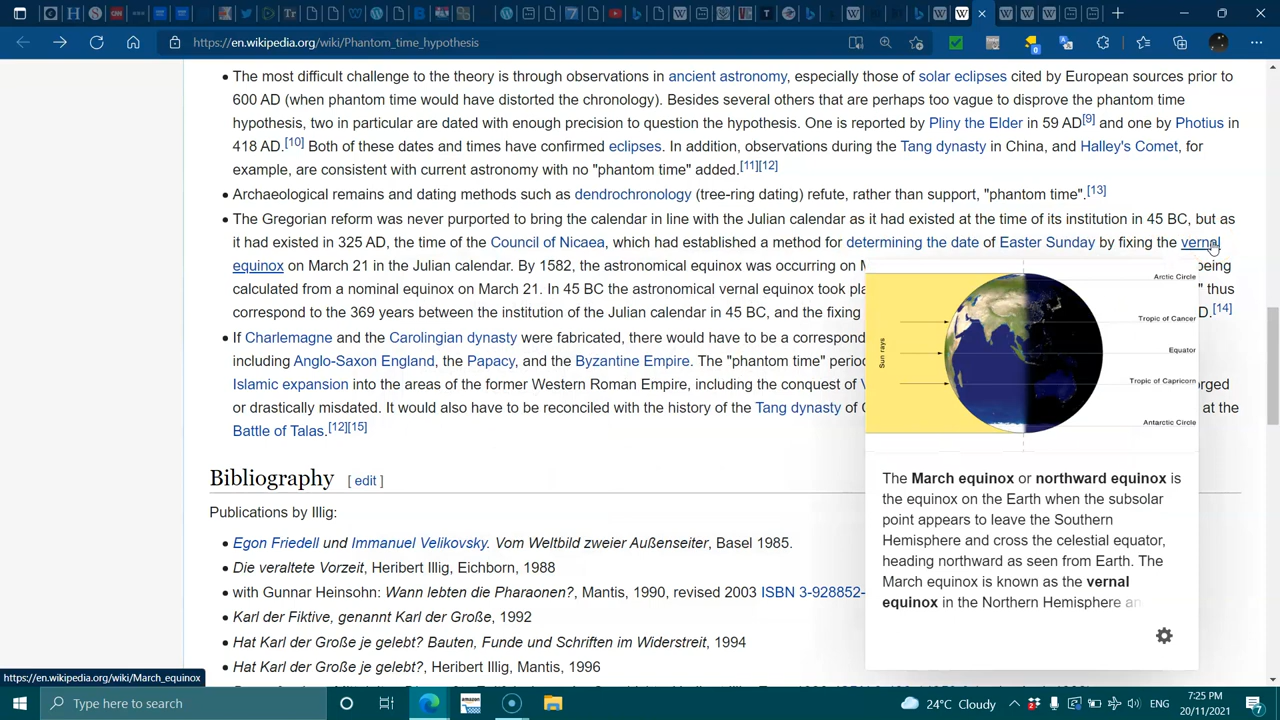 https://en.wikipedia.org/wiki/Phantom_time_hypothesis
The most difficult challenge to the theory is through observations in ancient astronomy, especially those of solar eclipses cited by European sources prior to
600 AD (when phantom time would have distorted the chronology). Besides several others that are perhaps too vague to disprove the phantom time
hypothesis, two in particular are dated with enough precision to question the hypothesis. One is reported by Pliny the Elder in 59 AD[9] and one by Photius in
418 AD.[10] Both of these dates and times have confirmed eclipses. In addition, observations during the Tang dynasty in China, and Halley's Comet, for
example, are consistent with current astronomy with no "phantom time" added.[11][12]
Archaeological remains and dating methods such as dendrochronology (tree-ring dating) refute, rather than support, "phantom time".[13]
The Gregorian reform was never purported to bring the calendar in line with the Julian calendar as it had existed at the time of its institution in 45 BC, but as
it had existed in 325 AD, the time of the Council of Nicaea, which had established a method for determining the date of Easter Sunday by fixing the vernal
equinox on March 21 in the Julian calendar. By 1582, the astronomical equinox was occurring on M being
calculated from a nominal equinox on March 21. In 45 BC the astronomical vernal equinox took pla " thus
correspond to the 369 years between the institution of the Julian calendar in 45 BC, and the fixing D.[14]
If Charlemagne and the Carolingian dynasty were fabricated, there would have to be a correspond
including Anglo-Saxon England, the Papacy, and the Byzantine Empire. The "phantom time" perio
Islamic expansion into the areas of the former Western Roman Empire, including the conquest of V orged
or drastically misdated. It would also have to be reconciled with the history of the Tang dynasty of C at the
Battle of Talas.[12][15]
Arctic Circle
Tropic of Cancer
Sun rays
Equator
Tropic of Capricorn
Antarctic Circle
The March equinox or northward equinox is
the equinox on the Earth when the subsolar
point appears to leave the Southern
Hemisphere and cross the celestial equator,
heading northward as seen from Earth. The
March equinox is known as the vernal
equinox in the Northern Hemisphere an
Bibliography [ edit ]
Publications by Illig:
Egon Friedell und Immanuel Velikovsky. Vom Weltbild zweier Außenseiter, Basel 1985.
Die veraltete Vorzeit, Heribert Illig, Eichborn, 1988
with Gunnar Heinsohn: Wann lebten die Pharaonen?, Mantis, 1990, revised 2003 ISBN 3-928852-
Karl der Fiktive, genannt Karl der Große, 1992
Hat Karl der Große je gelebt? Bauten, Funde und Schriften im Widerstreit, 1994
Hat Karl der Große je gelebt?, Heribert Illig, Mantis, 1996
https://en.wikipedia.org/wiki/March_equinox
Type here to search
amazon
24°C Cloudy
ENG
7:25 PM
20/11/2021
7